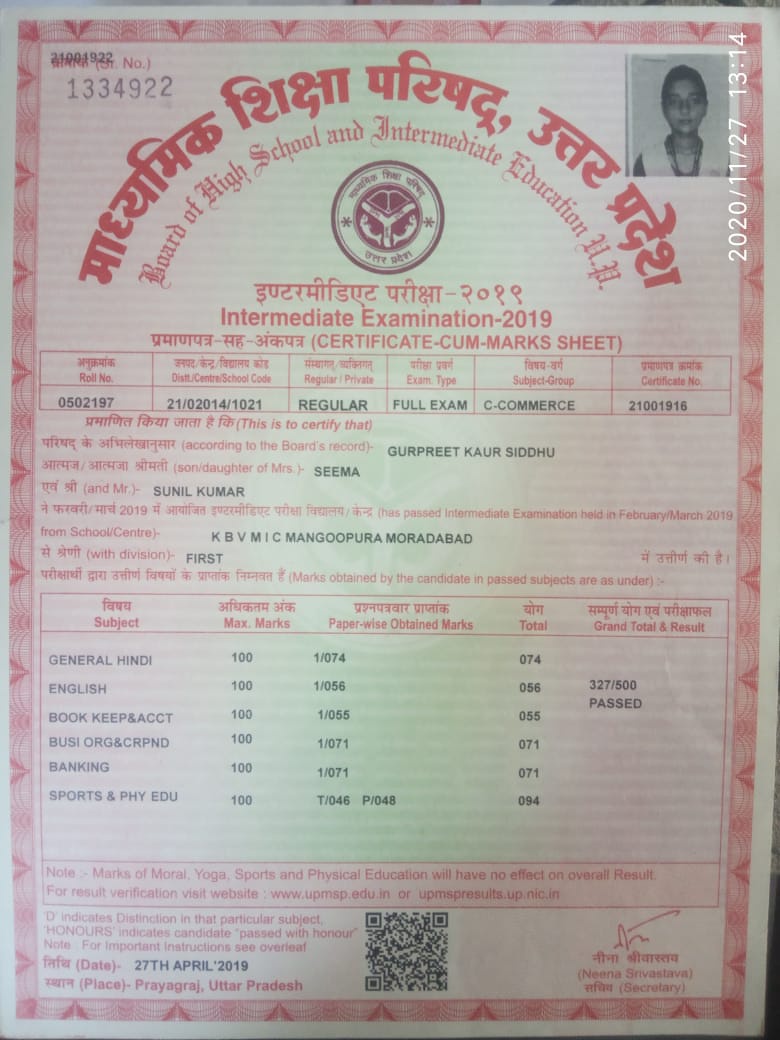 21001922
क्रमांक (Sr. No.)
1334922
2020/11/27 13:14
माध्यमिक शिक्षा परिषद्, उत्तर प्रदेश
Board of High School and Intermediate Education U.P.
माध्यमिक शिक्षा परिषद्
उत्तर प्रदेश
इण्टरमीडिएट परीक्षा-२०१९
Intermediate Examination-2019
प्रमाणपत्र-सह-अंकपत्र (CERTIFICATE-CUM-MARKS SHEET)
अनुक्रमांक जनपद/केन्द्र/विद्यालय कोड संस्थागत/व्यक्तिगत परीक्षा प्रवर्ग विषय-वर्ग प्रमाणपत्र क्रमांक
Roll No. Distt./Centre/School Code Regular / Private Exam. Type Subject-Group Certificate No.
0502197 21/02014/1021 REGULAR FULL EXAM C-COMMERCE 21001916
प्रमाणित किया जाता है कि (This is to certify that)
परिषद् के अभिलेखानुसार (according to the Board's record)- GURPREET KAUR SIDDHU
आत्मज/आत्मजा श्रीमती (son/daughter of Mrs.)- SEEMA
एवं श्री (and Mr.)- SUNIL KUMAR
ने फरवरी/मार्च 2019 में आयोजित इण्टरमीडिएट परीक्षा विद्यालय/केन्द्र (has passed Intermediate Examination held in February/March 2019
from School/Centre)- K B V M I C MANGOOPURA MORADABAD
से श्रेणी (with division)- FIRST में उत्तीर्ण की है।
परीक्षार्थी द्वारा उत्तीर्ण विषयों के प्राप्तांक निम्नवत हैं (Marks obtained by the candidate in passed subjects are as under) :-
विषय अधिकतम अंक प्रश्नपत्रवार प्राप्तांक योग सम्पूर्ण योग एवं परीक्षाफल
Subject Max. Marks Paper-wise Obtained Marks Total Grand Total & Result
GENERAL HINDI 100 1/074 074
ENGLISH 100 1/056 056 327/500
PASSED
BOOK KEEP&ACCT 100 1/055 055
BUSI ORG&CRPND 100 1/071 071
BANKING 100 1/071 071
SPORTS & PHY EDU 100 T/046 P/048 094
Note :- Marks of Moral, Yoga, Sports and Physical Education will have no effect on overall Result.
For result verification visit website : www.upmsp.edu.in or upmspresults.up.nic.in
'D' indicates Distinction in that particular subject,
'HONOURS' indicates candidate "passed with honour"
Note : For Important Instructions see overleaf
तिथि (Date)- 27TH APRIL'2019
स्थान (Place)- Prayagraj, Uttar Pradesh
नीना श्रीवास्तव
(Neena Srivastava)
सचिव (Secretary)